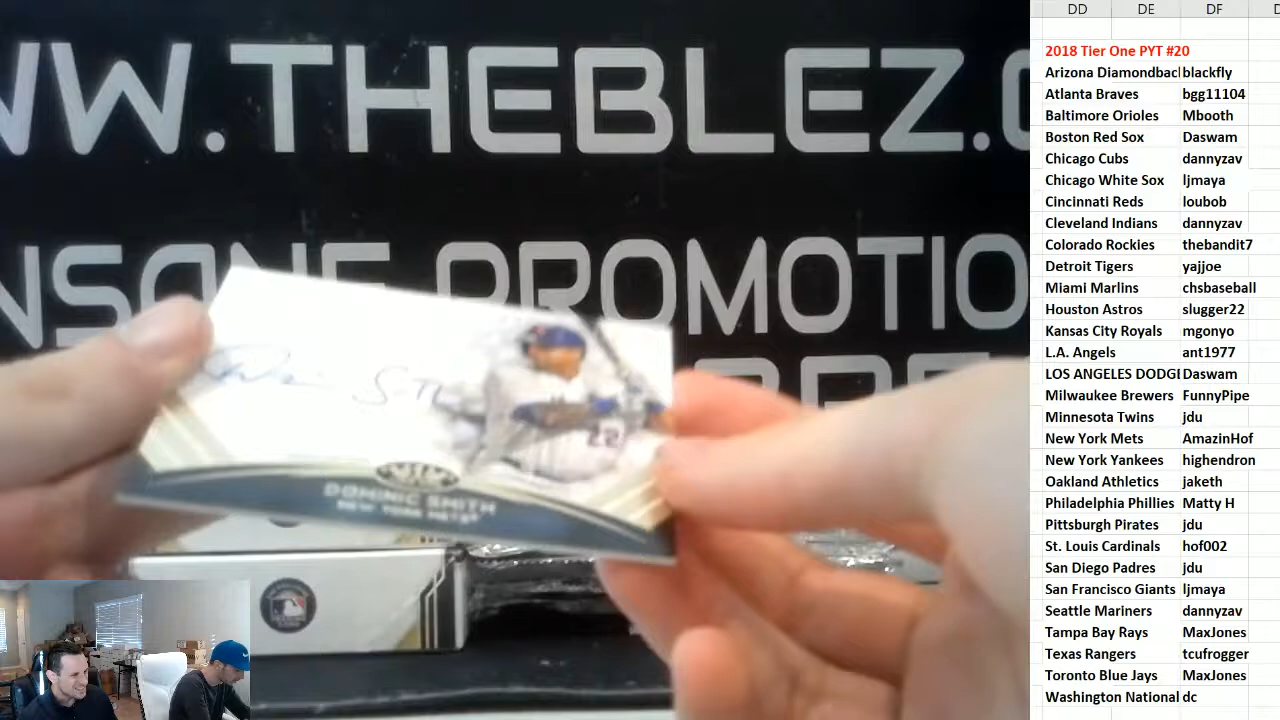 WW.THEBLEZ.C
NSANE PROMOTIO
DOMINIC SMITH
NEW YORK METS
22
DD DE DF
2018 Tier One PYT #20
Arizona Diamondbacl blackfly
Atlanta Braves bgg11104
Baltimore Orioles Mbooth
Boston Red Sox Daswam
Chicago Cubs dannyzav
Chicago White Sox ljmaya
Cincinnati Reds loubob
Cleveland Indians dannyzav
Colorado Rockies thebandit7
Detroit Tigers yajjoe
Miami Marlins chsbaseball
Houston Astros slugger22
Kansas City Royals mgonyo
L.A. Angels ant1977
LOS ANGELES DODGI Daswam
Milwaukee Brewers FunnyPipe
Minnesota Twins jdu
New York Mets AmazinHof
New York Yankees highendron
Oakland Athletics jaketh
Philadelphia Phillies Matty H
Pittsburgh Pirates jdu
St. Louis Cardinals hof002
San Diego Padres jdu
San Francisco Giants ljmaya
Seattle Mariners dannyzav
Tampa Bay Rays MaxJones
Texas Rangers tcufrogger
Toronto Blue Jays MaxJones
Washington National dc